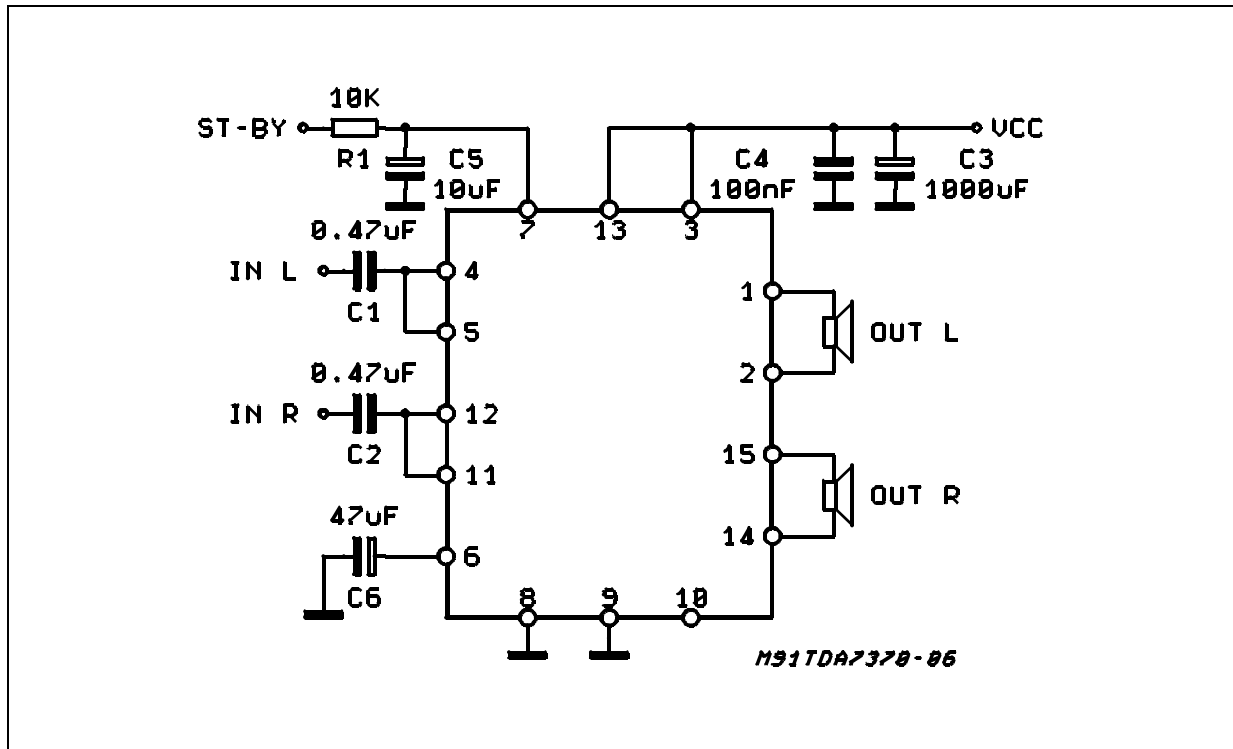 10K
ST-BY
VCC
R1
C5
10uF
C4
100nF
C3
1000uF
7
13
3
0.47uF
IN L
4
C1
5
1
OUT L
2
0.47uF
IN R
12
C2
11
15
OUT R
14
47uF
6
C6
8
9
10
M91TDA7370-06